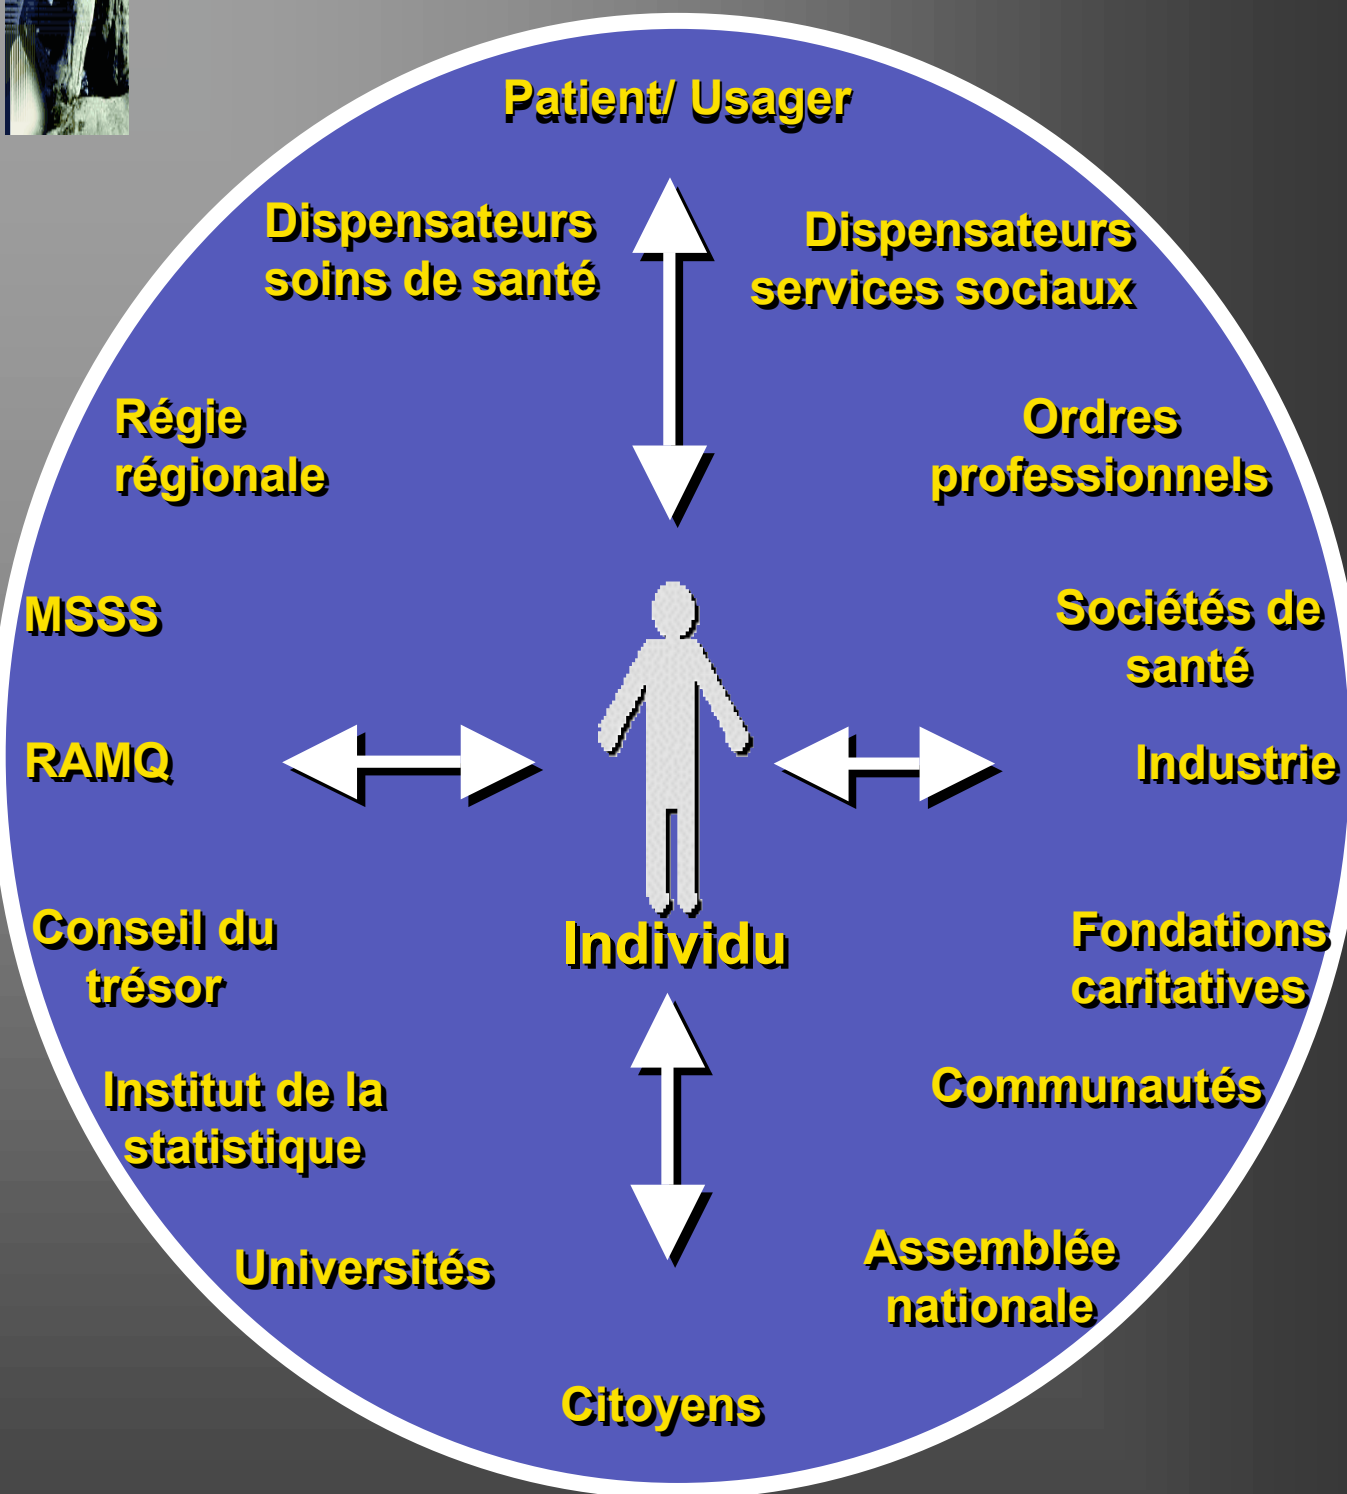 Patient/ Usager
Dispensateurs
soins de santé
Dispensateurs
services sociaux
Régie
régionale
Ordres
professionnels
MSSS
Sociétés de
santé
RAMQ
Industrie
Conseil du
trésor
Individu
Fondations
caritatives
Institut de la
statistique
Communautés
Universités
Assemblée
nationale
Citoyens